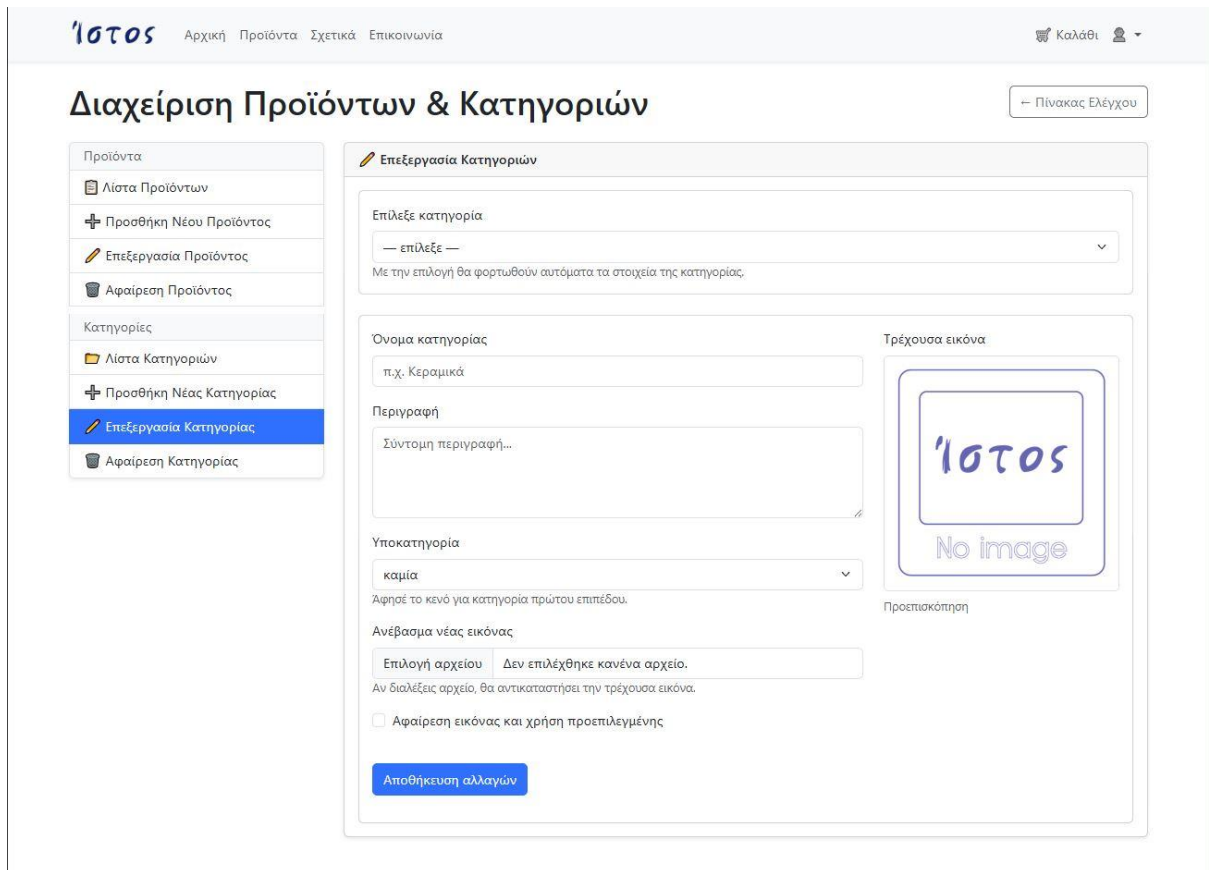 Ίστος Αρχική Προϊόντα Σχετικά Επικοινωνία Καλάθι
Διαχείριση Προϊόντων & Κατηγοριών
← Πίνακας Ελέγχου
Προϊόντα
Λίστα Προϊόντων
Προσθήκη Νέου Προϊόντος
Επεξεργασία Προϊόντος
Αφαίρεση Προϊόντος
Κατηγορίες
Λίστα Κατηγοριών
Προσθήκη Νέας Κατηγορίας
Επεξεργασία Κατηγορίας
Αφαίρεση Κατηγορίας
Επεξεργασία Κατηγοριών
Επίλεξε κατηγορία
— επίλεξε —
Με την επιλογή θα φορτωθούν αυτόματα τα στοιχεία της κατηγορίας.
Όνομα κατηγορίας
π.χ. Κεραμικά
Περιγραφή
Σύντομη περιγραφή...
Υποκατηγορία
καμία
Άφησέ το κενό για κατηγορία πρώτου επιπέδου.
Ανέβασμα νέας εικόνας
Επιλογή αρχείου Δεν επιλέχθηκε κανένα αρχείο.
Αν διαλέξεις αρχείο, θα αντικαταστήσει την τρέχουσα εικόνα.
Αφαίρεση εικόνας και χρήση προεπιλεγμένης
Αποθήκευση αλλαγών
Τρέχουσα εικόνα
Ίστος
No image
Προεπισκόπηση